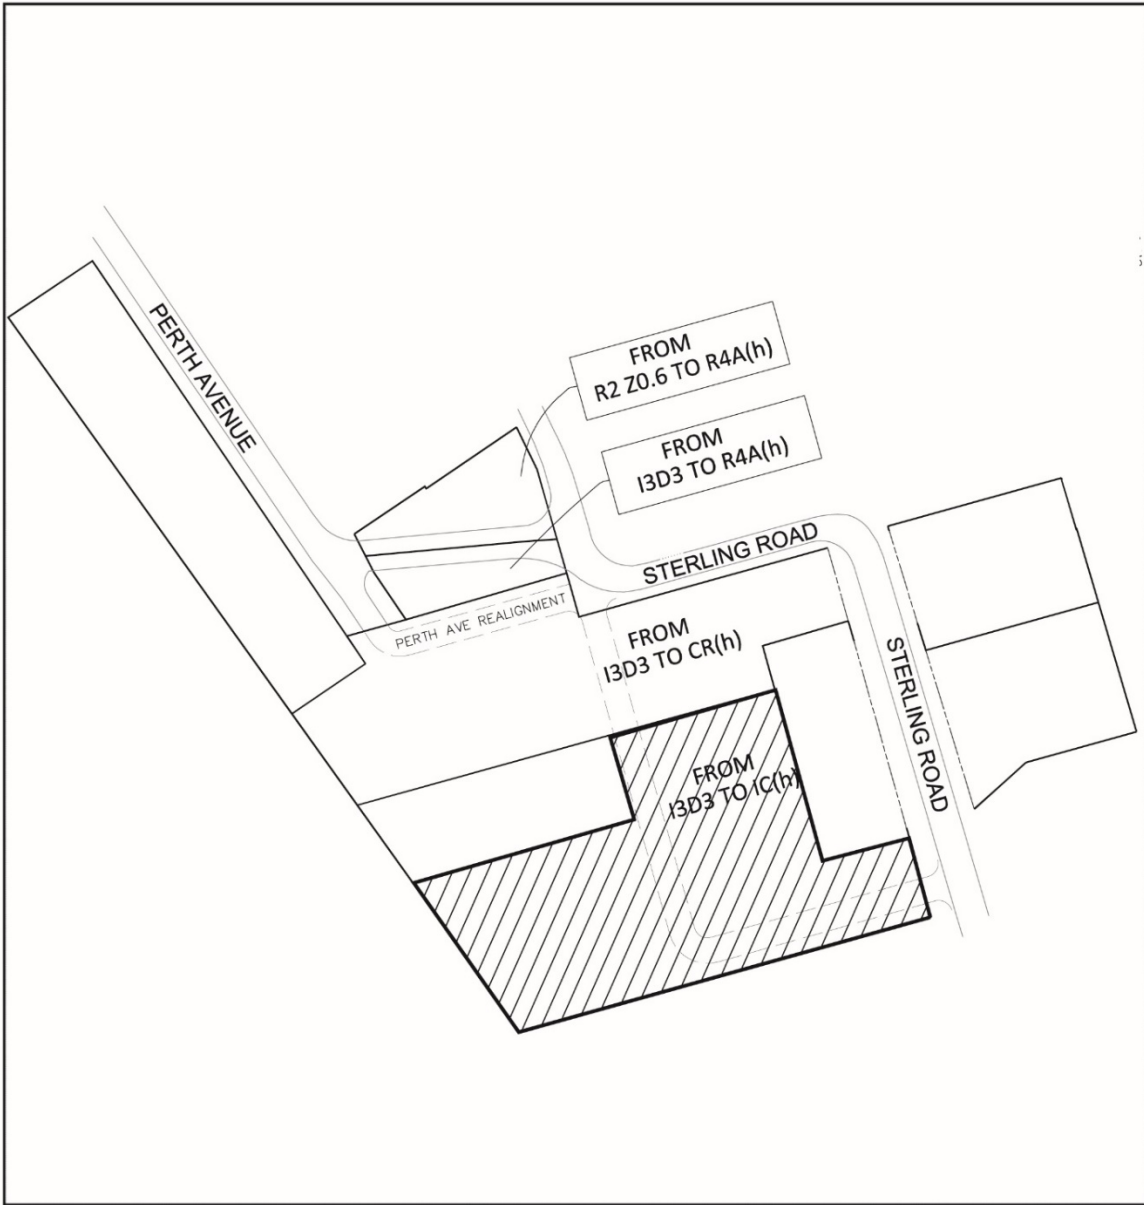 PERTH AVENUE
FROM
R2 Z0.6 TO R4A(h)
FROM
I3D3 TO R4A(h)
STERLING ROAD
PERTH AVE REALIGNMENT
FROM
I3D3 TO CR(h)
STERLING ROAD
FROM
I3D3 TO IC(h)